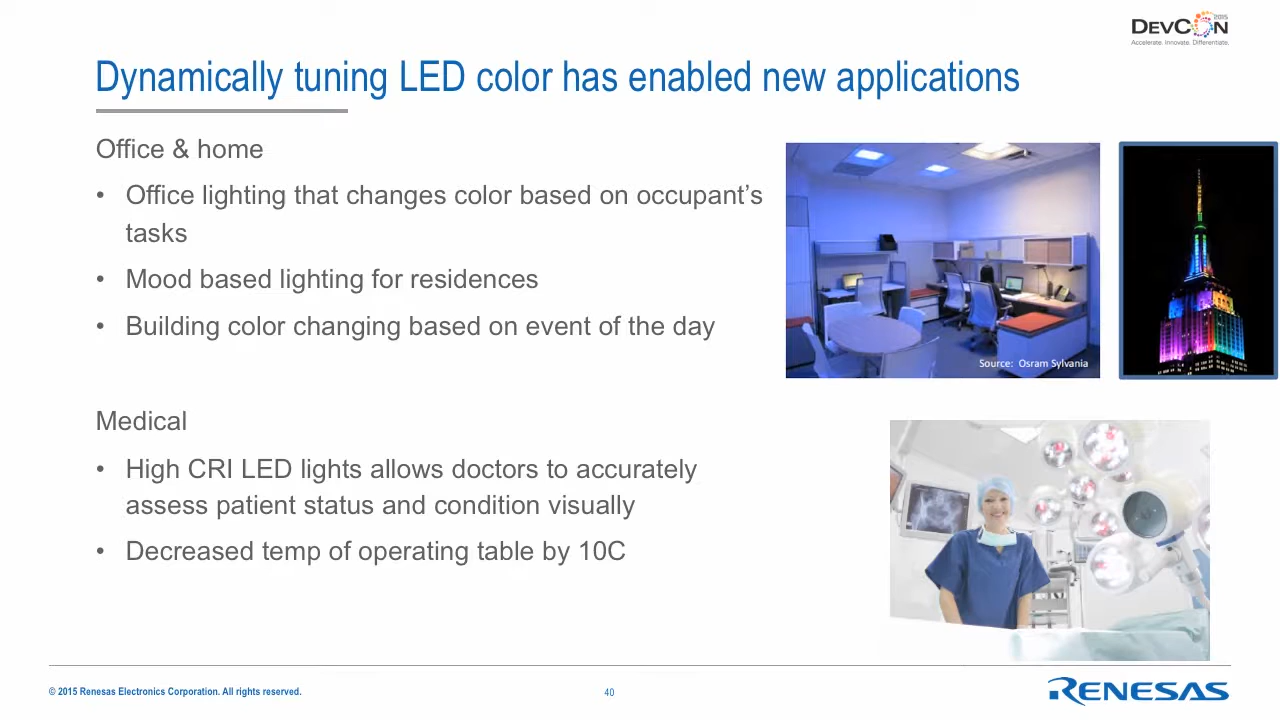 2015
DevCon
Accelerate. Innovate. Differentiate.
Dynamically tuning LED color has enabled new applications
Office & home
• Office lighting that changes color based on occupant’s
tasks
• Mood based lighting for residences
• Building color changing based on event of the day
Source: Osram Sylvania
Medical
• High CRI LED lights allows doctors to accurately
assess patient status and condition visually
• Decreased temp of operating table by 10C
© 2015 Renesas Electronics Corporation. All rights reserved.
40
RENESAS